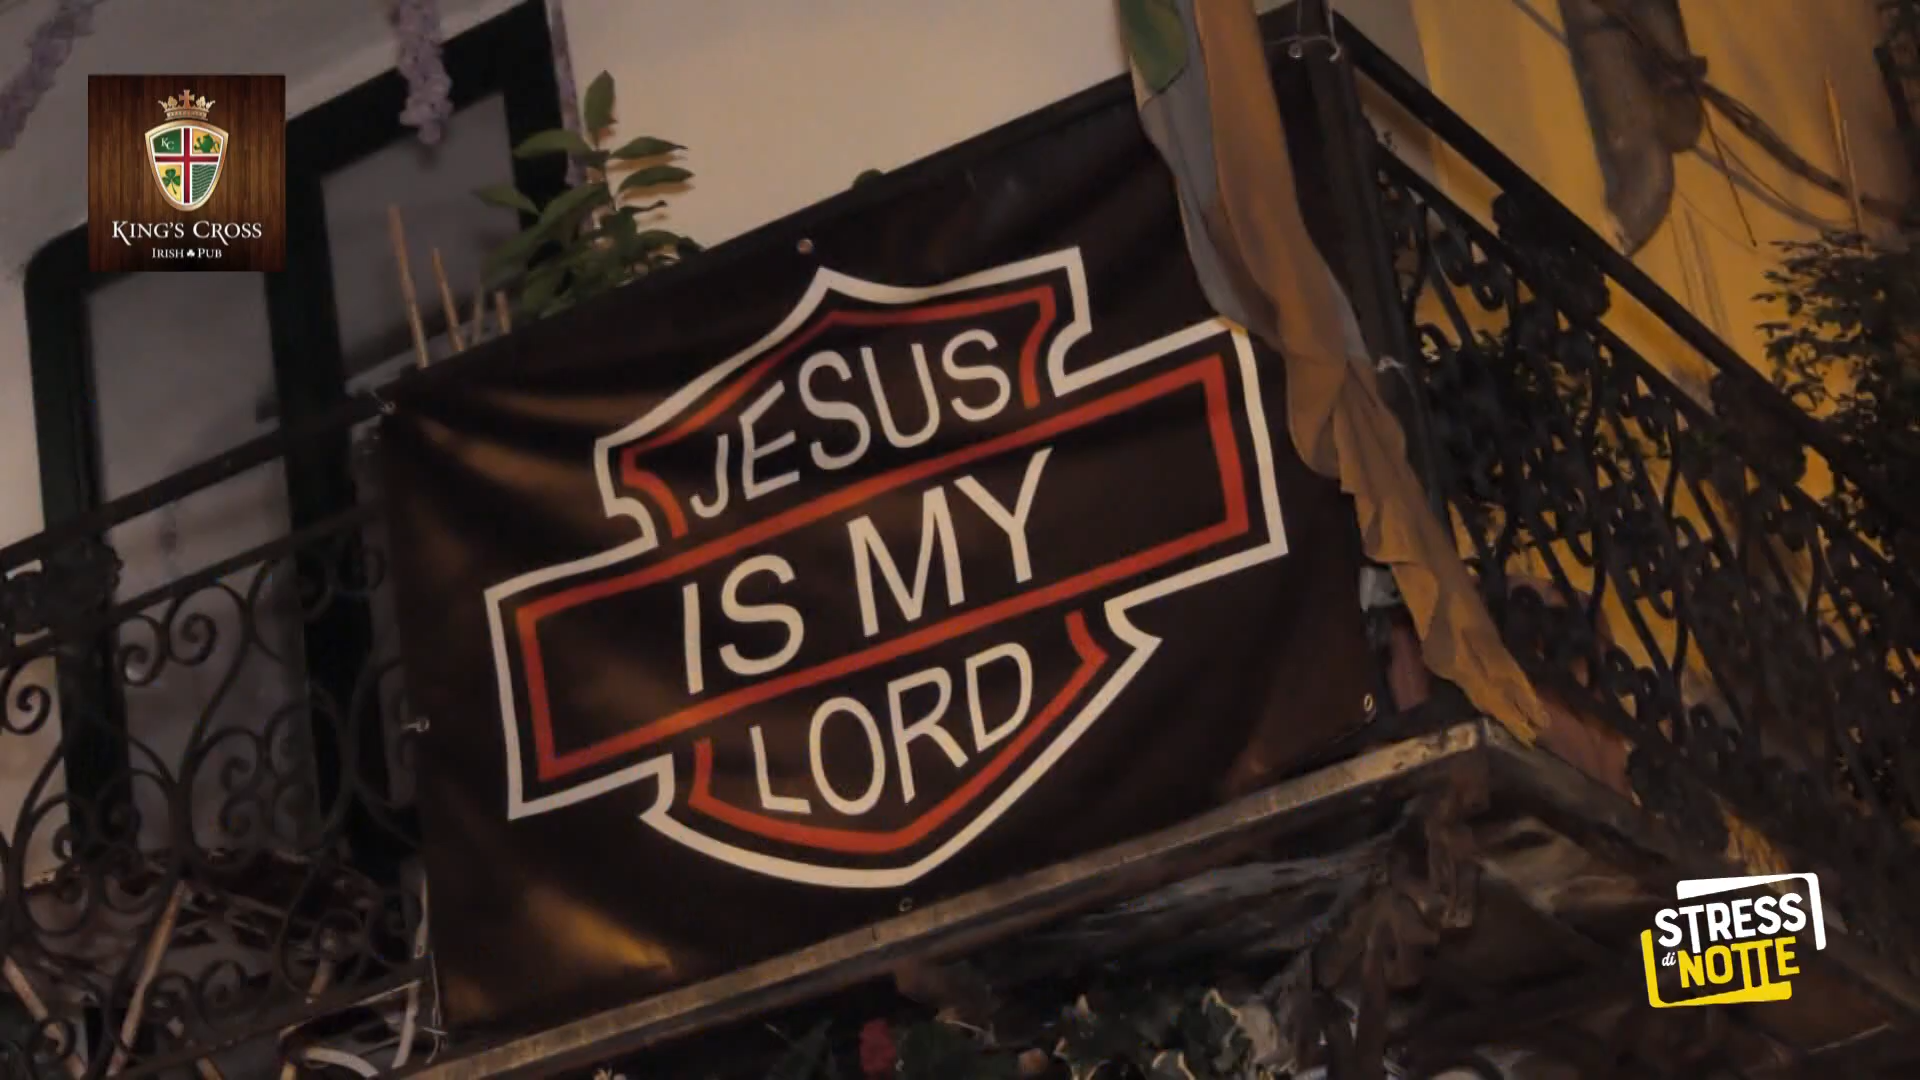 KC
KING'S CROSS
IRISH PUB
JESUS
IS MY
LORD
STRESS
di NOTTE